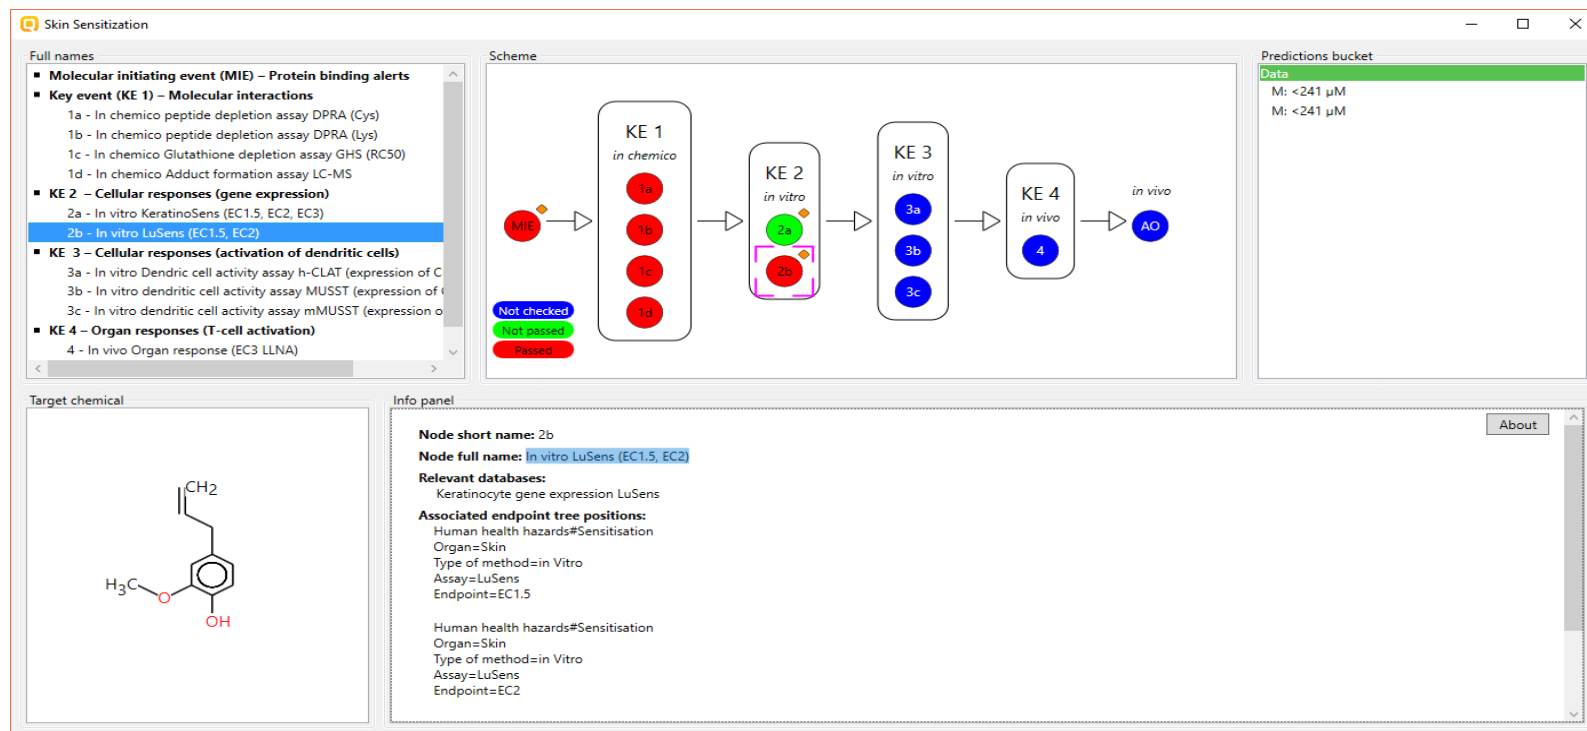 Skin Sensitization
Full names
Molecular initiating event (MIE) – Protein binding alerts
Key event (KE 1) – Molecular interactions
1a - In chemico peptide depletion assay DPRA (Cys)
1b - In chemico peptide depletion assay DPRA (Lys)
1c - In chemico Glutathione depletion assay GHS (RC50)
1d - In chemico Adduct formation assay LC-MS
KE 2 – Cellular responses (gene expression)
2a - In vitro KeratinoSens (EC1.5, EC2, EC3)
2b - In vitro LuSens (EC1.5, EC2)
KE 3 – Cellular responses (activation of dendritic cells)
3a - In vitro Dendric cell activity assay h-CLAT (expression of C
3b - In vitro dendritic cell activity assay MUSST (expression of
3c - In vitro dendritic cell activity assay mMUSST (expression o
KE 4 – Organ responses (T-cell activation)
4 - In vivo Organ response (EC3 LLNA)
Scheme
MIE
KE 1
in chemico
1a
1b
1c
1d
KE 2
in vitro
2a
2b
KE 3
in vitro
3a
3b
3c
KE 4
in vivo
4
in vivo
AO
Not checked
Not passed
Passed
Predictions bucket
Data
M: <241 µM
M: <241 µM
Target chemical
CH2
H3C
O
OH
Info panel
About
Node short name: 2b
Node full name: In vitro LuSens (EC1.5, EC2)
Relevant databases:
Keratinocyte gene expression LuSens
Associated endpoint tree positions:
Human health hazards#Sensitisation
Organ=Skin
Type of method=in Vitro
Assay=LuSens
Endpoint=EC1.5
Human health hazards#Sensitisation
Organ=Skin
Type of method=in Vitro
Assay=LuSens
Endpoint=EC2